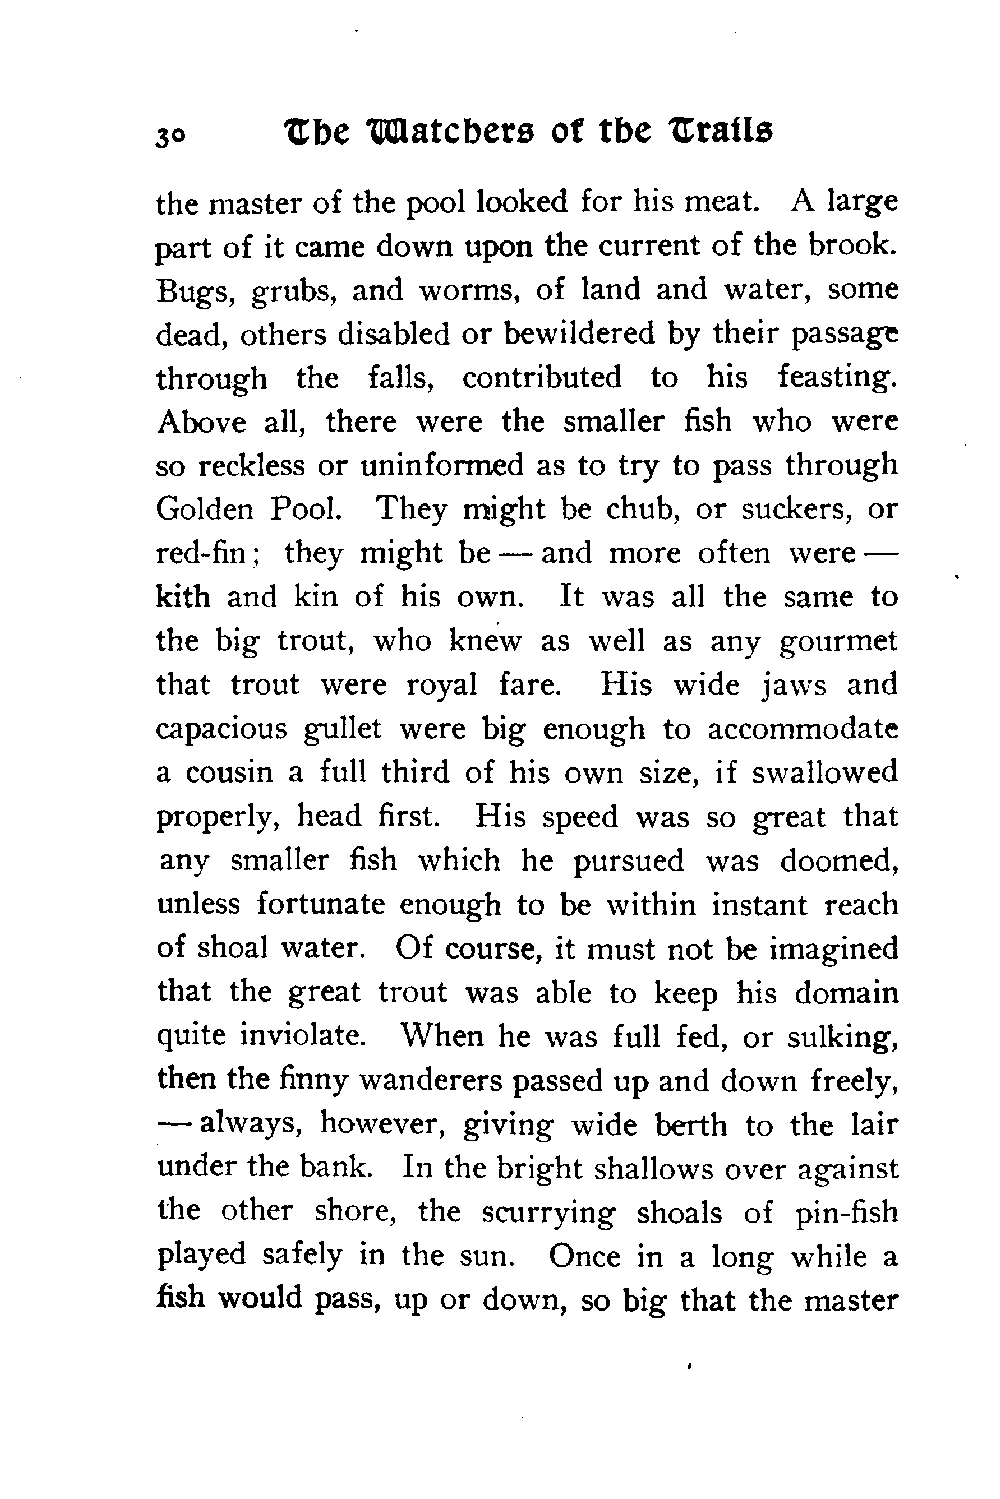 30 The Watchers of the Trails
the master of the pool looked for his meat. A large
part of it came down upon the current of the brook.
Bugs, grubs, and worms, of land and water, some
dead, others disabled or bewildered by their passage
through the falls, contributed to his feasting.
Above all, there were the smaller fish who were
so reckless or uninformed as to try to pass through
Golden Pool. They might be chub, or suckers, or
red-fin; they might be — and more often were —
kith and kin of his own. It was all the same to
the big trout, who knew as well as any gourmet
that trout were royal fare. His wide jaws and
capacious gullet were big enough to accommodate
a cousin a full third of his own size, if swallowed
properly, head first. His speed was so great that
any smaller fish which he pursued was doomed,
unless fortunate enough to be within instant reach
of shoal water. Of course, it must not be imagined
that the great trout was able to keep his domain
quite inviolate. When he was full fed, or sulking,
then the finny wanderers passed up and down freely,
— always, however, giving wide berth to the lair
under the bank. In the bright shallows over against
the other shore, the scurrying shoals of pin-fish
played safely in the sun. Once in a long while a
fish would pass, up or down, so big that the master